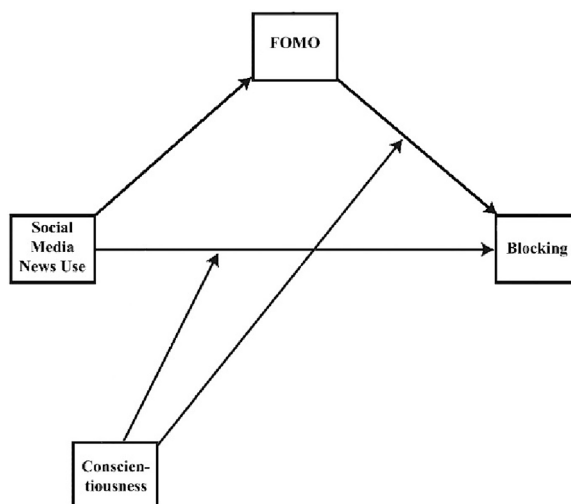 FOMO
Social
Media
News Use
Blocking
Conscien-
tiousness